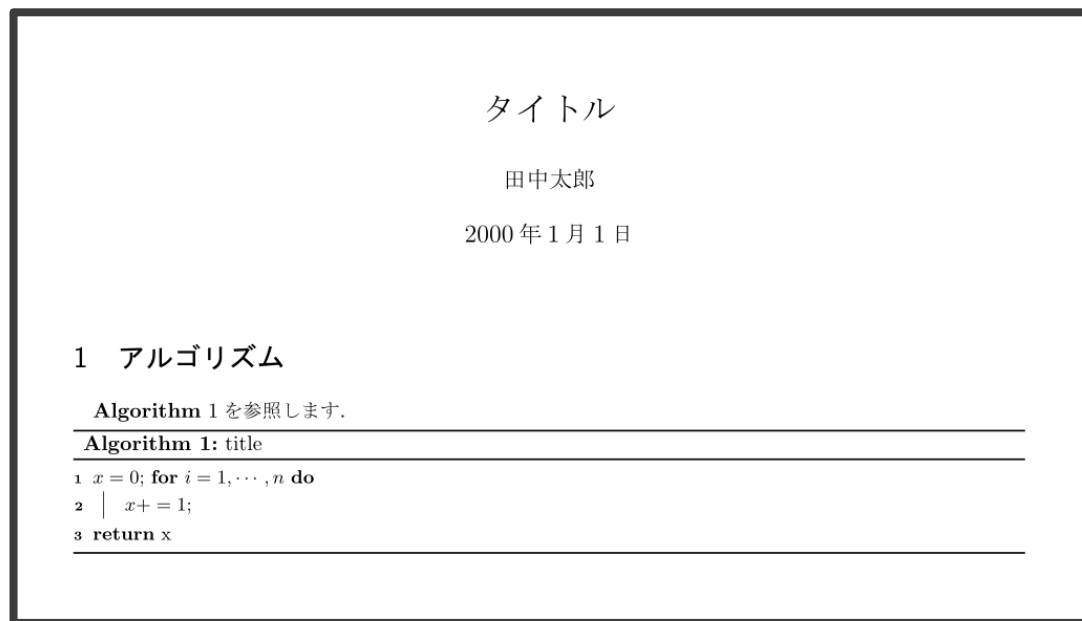 タイトル
田中太郎
2000 年 1 月 1 日
1 アルゴリズム
Algorithm 1 を参照します.
Algorithm 1: title
1 x = 0; for i = 1, ⋯ , n do
2 x+ = 1;
3 return x